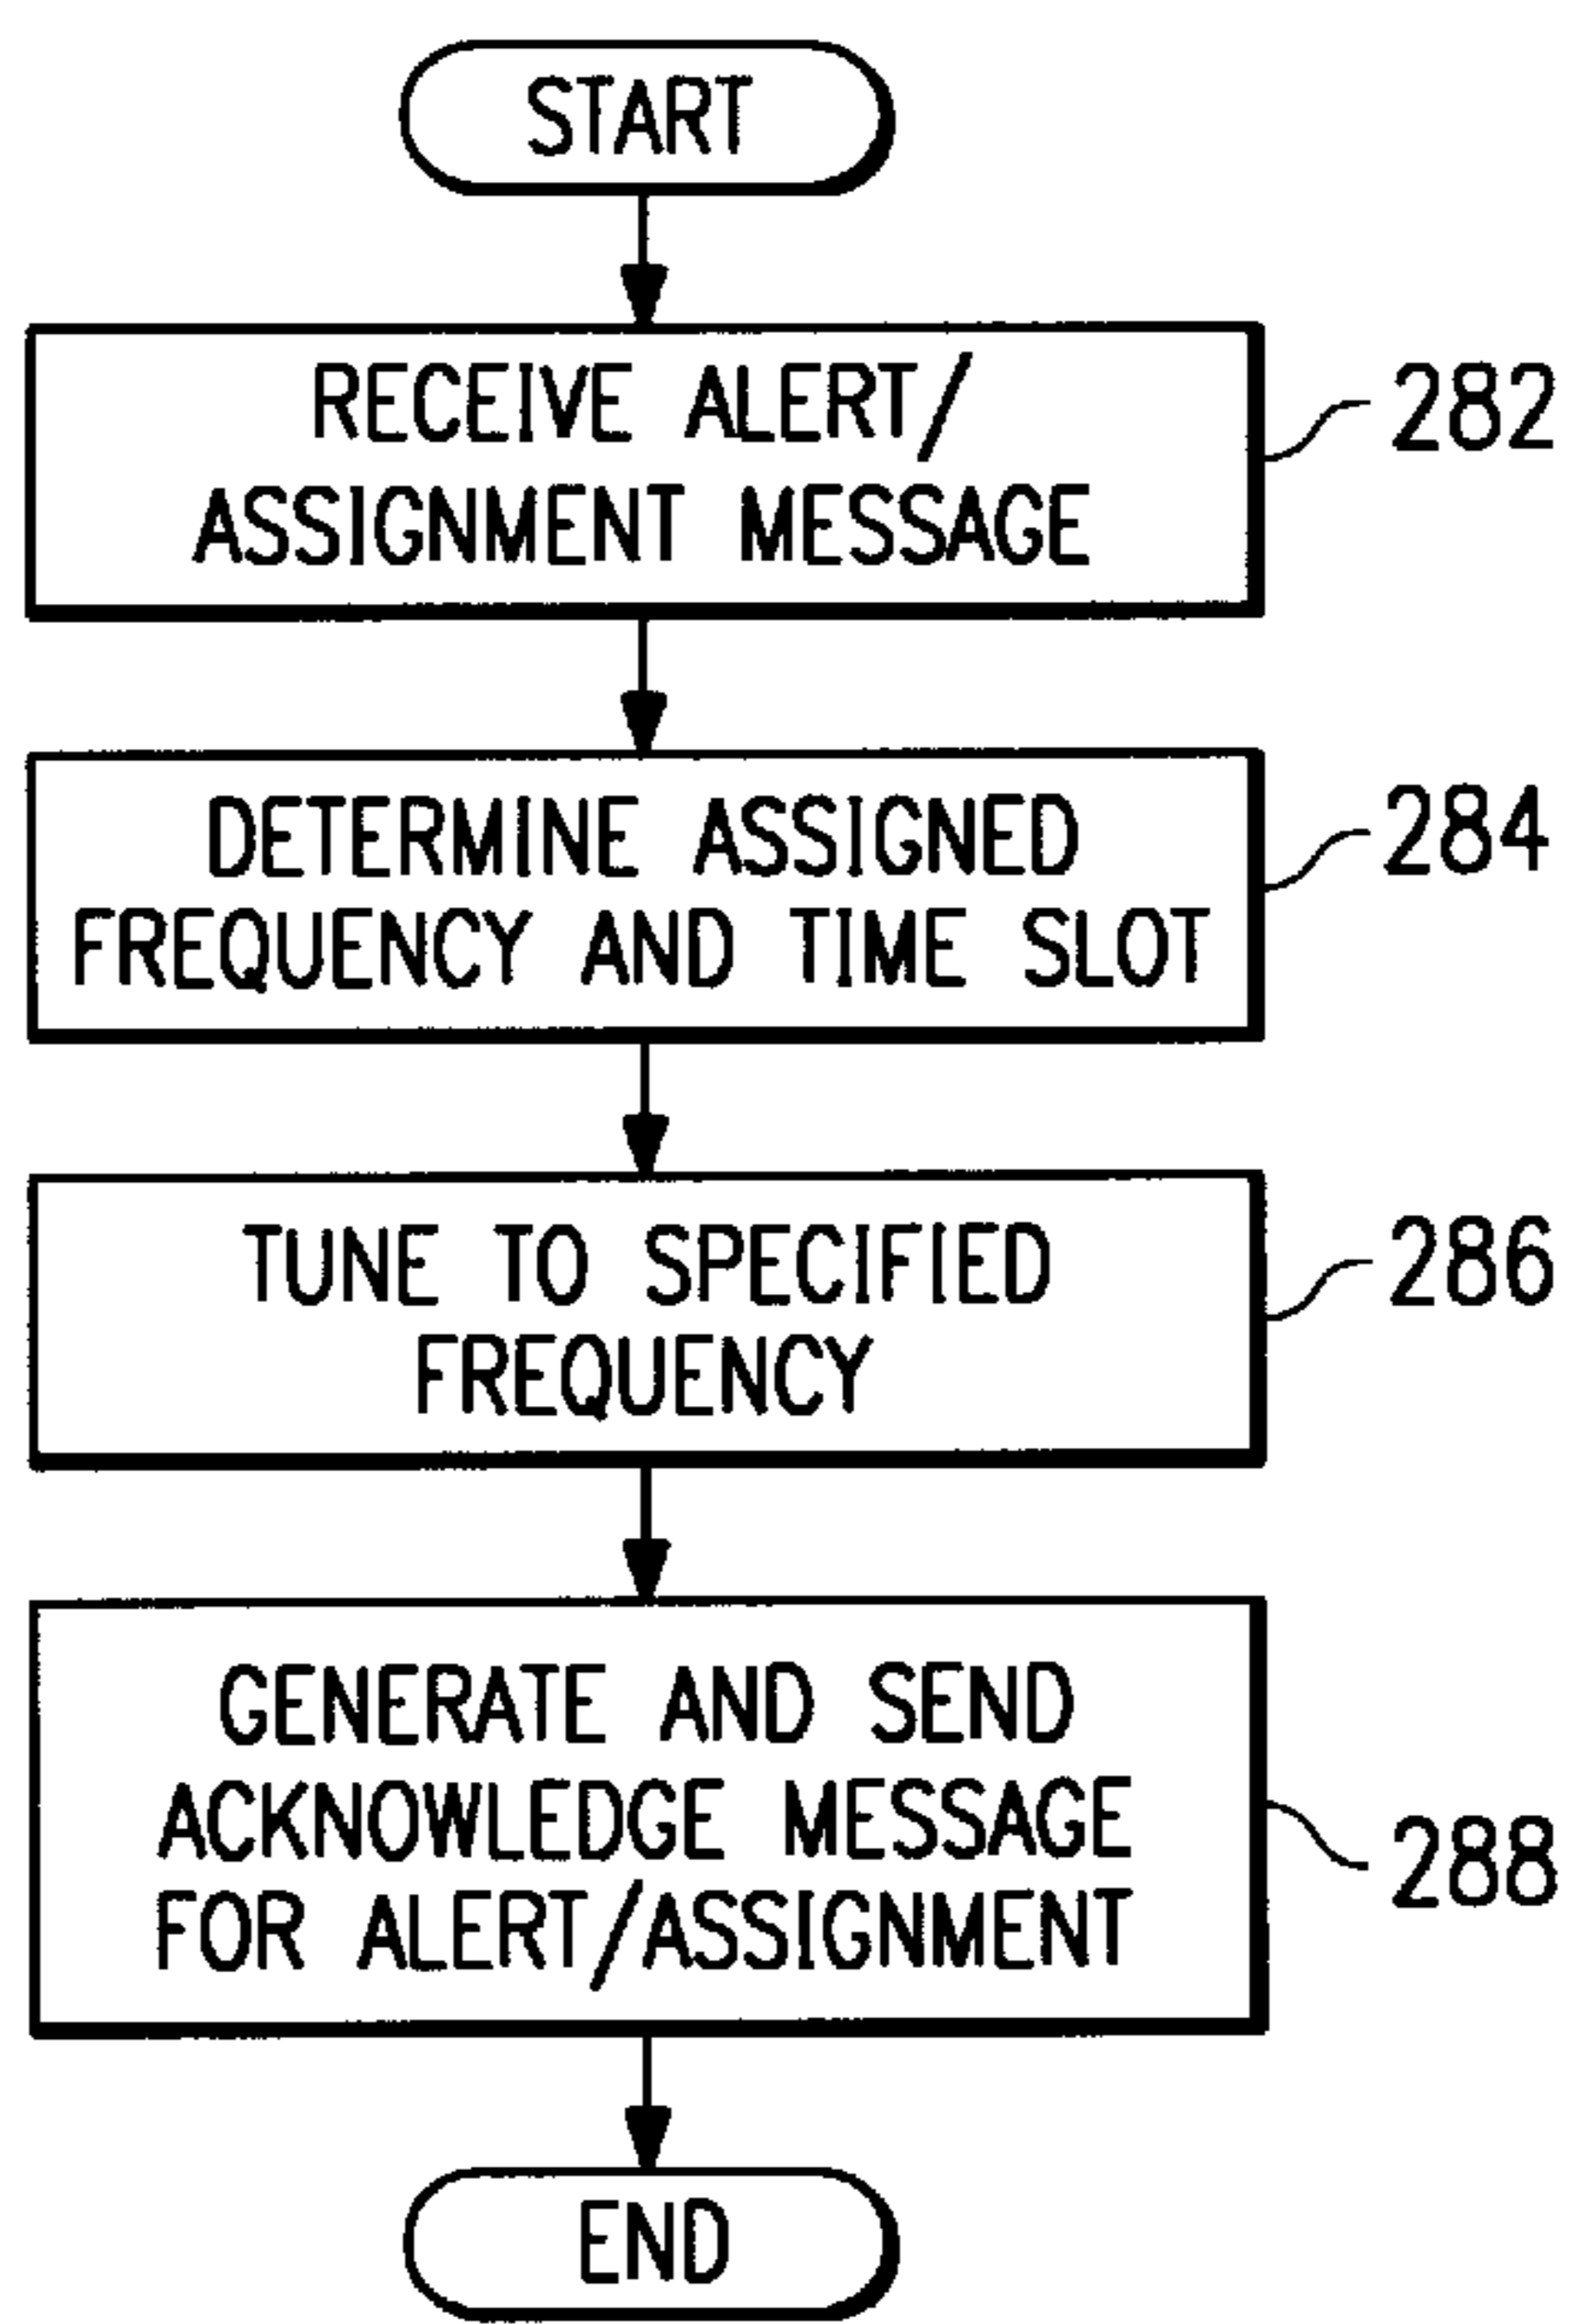 START
RECEIVE ALERT/
ASSIGNMENT MESSAGE
282
DETERMINE ASSIGNED
FREQUENCY AND TIME SLOT
284
TUNE TO SPECIFIED
FREQUENCY
286
GENERATE AND SEND
ACKNOWLEDGE MESSAGE
FOR ALERT/ASSIGNMENT
288
END